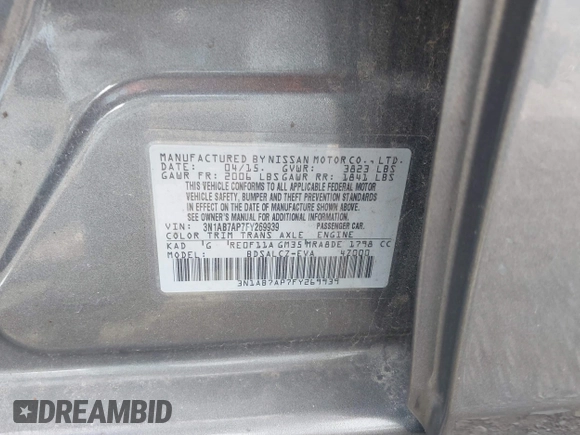 MANUFACTURED BY NISSAN MOTOR CO., LTD.
DATE: 04/15. GVWR: 3823 LBS
GAWR FR: 2006 LBS GAWR RR: 1841 LBS
THIS VEHICLE CONFORMS TO ALL APPLICABLE FEDERAL MOTOR
VEHICLE SAFETY, BUMPER, AND THEFT PREVENTION STANDARDS
IN EFFECT ON THE DATE OF MANUFACTURE SHOWN ABOVE.
SEE OWNER'S MANUAL FOR ADDITIONAL INFORMATION.
VIN: 3N1AB7AP7FY269939 PASSENGER CAR.
COLOR TRIM TRANS AXLE ENGINE
KAD G RE0F11A GM35 MRA8DE 1798 CC
MODEL: BDSALCZ-EVA 4Z000
3N1AB7AP7FY269939
DREAMBID